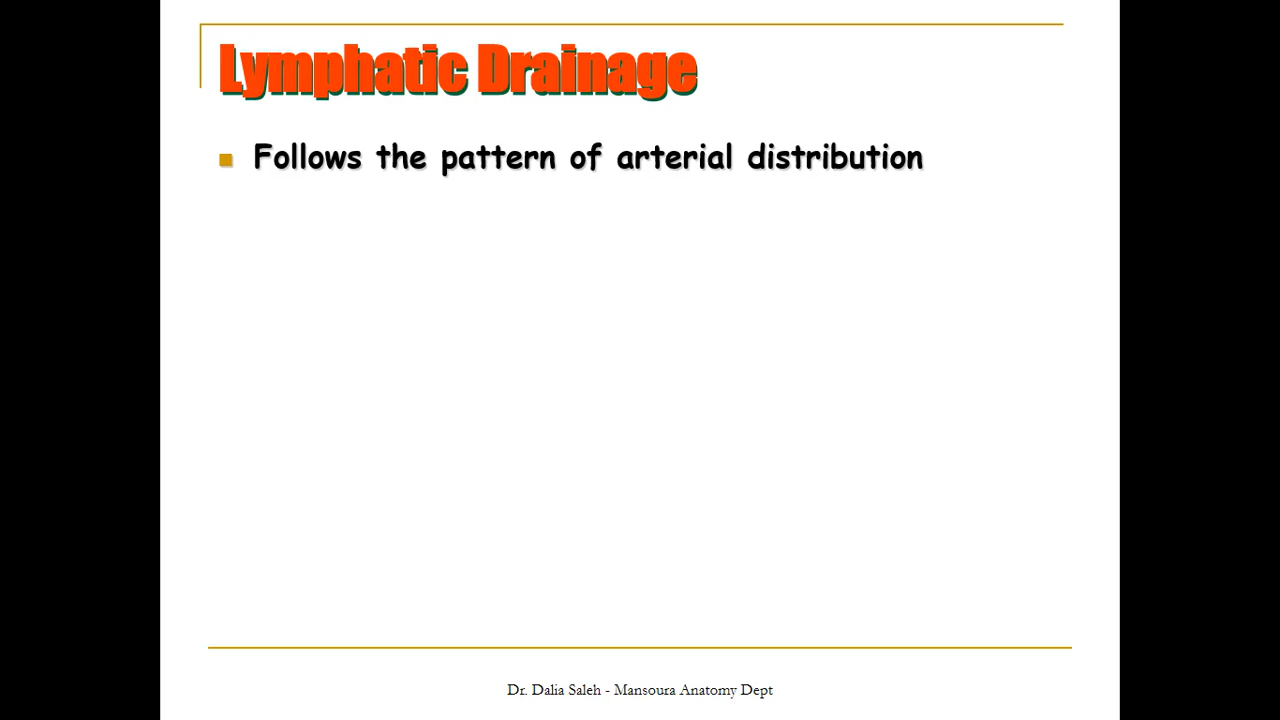 Lymphatic Drainage
Follows the pattern of arterial distribution
Dr. Dalia Saleh - Mansoura Anatomy Dept